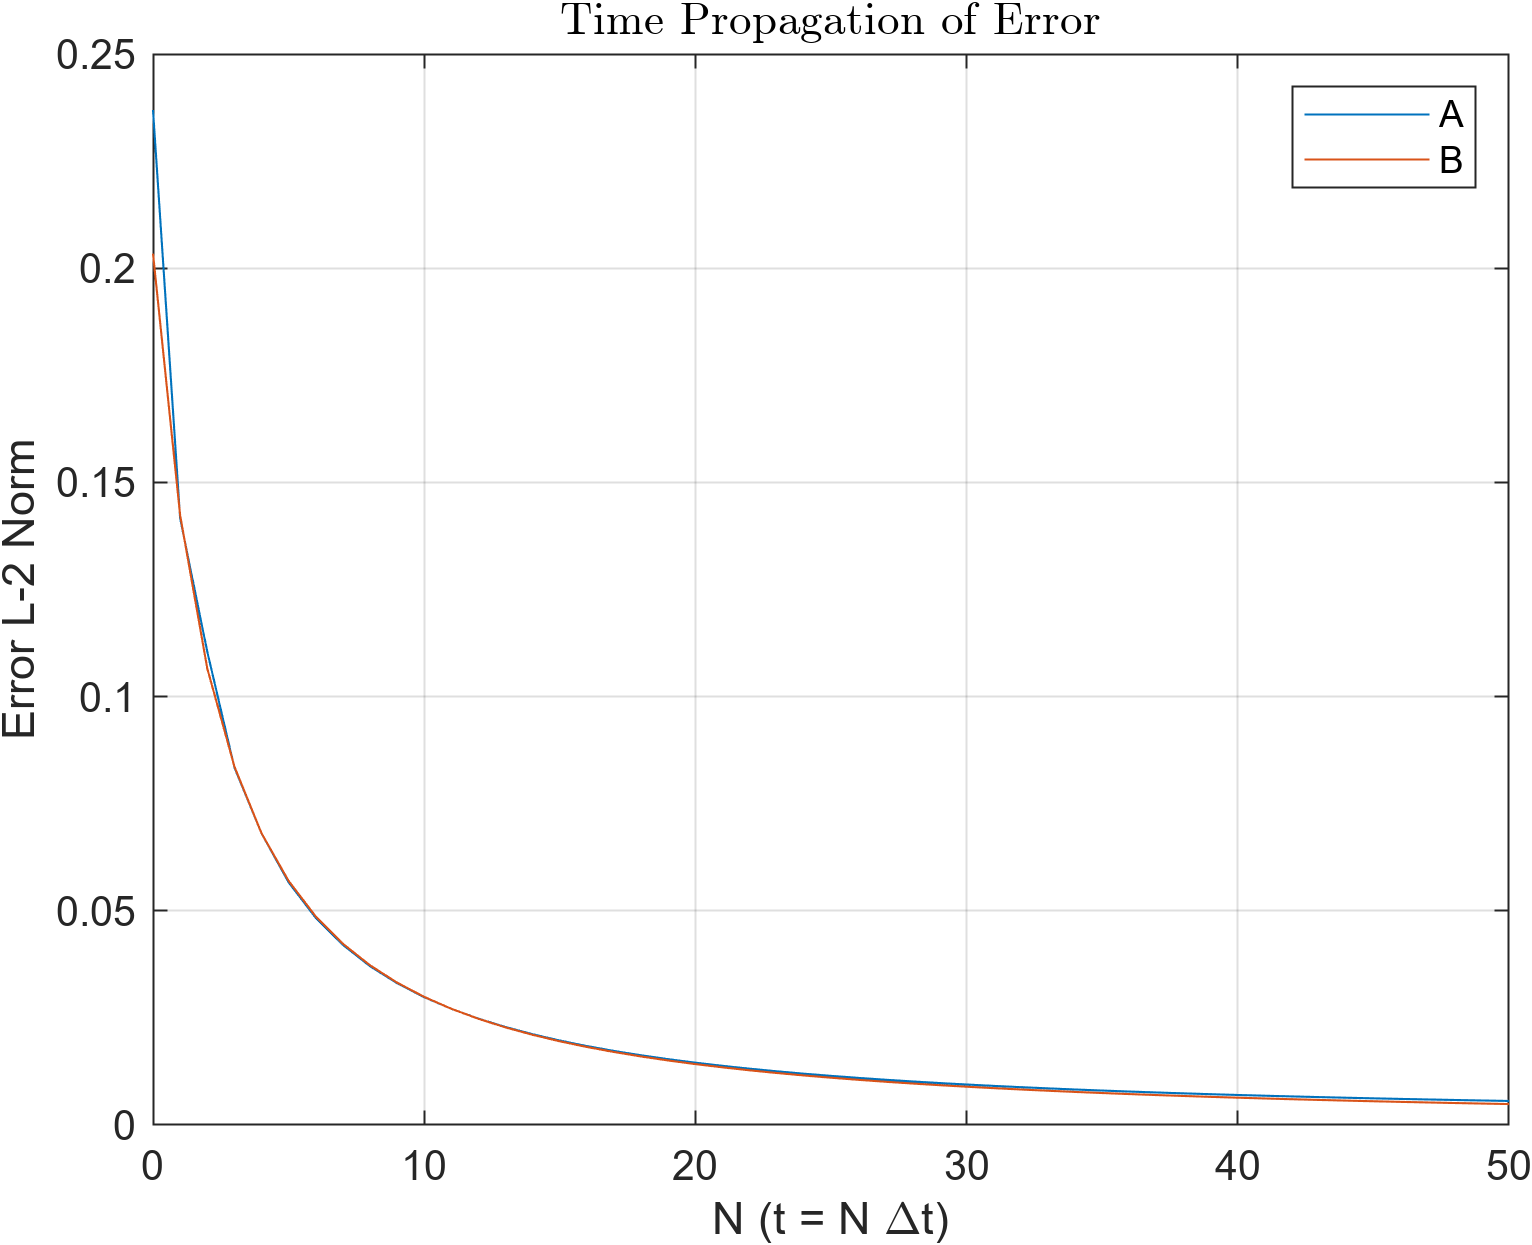 Time Propagation of Error
0.25
0.2
0.15
0.1
0.05
0
Error L-2 Norm
A
B
0 10 20 30 40 50
N (t = N Δt)